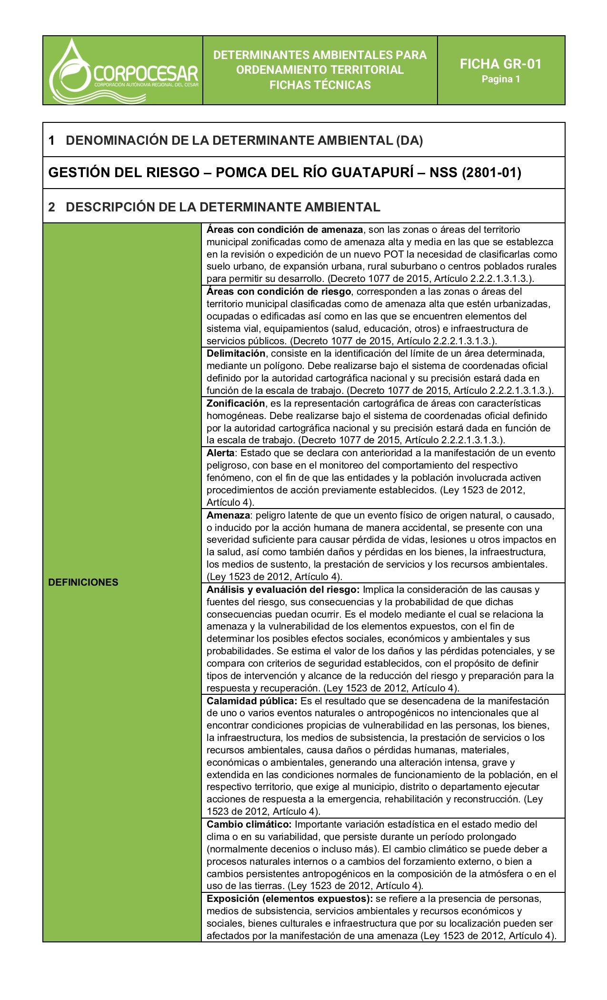 CORPOCESAR
CORPORACIÓN AUTÓNOMA REGIONAL DEL CESAR
DETERMINANTES AMBIENTALES PARA
ORDENAMIENTO TERRITORIAL
FICHAS TÉCNICAS
FICHA GR-01
Pagina 1
1 DENOMINACIÓN DE LA DETERMINANTE AMBIENTAL (DA)
GESTIÓN DEL RIESGO – POMCA DEL RÍO GUATAPURÍ – NSS (2801-01)
2 DESCRIPCIÓN DE LA DETERMINANTE AMBIENTAL
DEFINICIONES
Áreas con condición de amenaza, son las zonas o áreas del territorio
municipal zonificadas como de amenaza alta y media en las que se establezca
en la revisión o expedición de un nuevo POT la necesidad de clasificarlas como
suelo urbano, de expansión urbana, rural suburbano o centros poblados rurales
para permitir su desarrollo. (Decreto 1077 de 2015, Artículo 2.2.2.1.3.1.3.).
Áreas con condición de riesgo, corresponden a las zonas o áreas del
territorio municipal clasificadas como de amenaza alta que estén urbanizadas,
ocupadas o edificadas así como en las que se encuentren elementos del
sistema vial, equipamientos (salud, educación, otros) e infraestructura de
servicios públicos. (Decreto 1077 de 2015, Artículo 2.2.2.1.3.1.3.).
Delimitación, consiste en la identificación del límite de un área determinada,
mediante un polígono. Debe realizarse bajo el sistema de coordenadas oficial
definido por la autoridad cartográfica nacional y su precisión estará dada en
función de la escala de trabajo. (Decreto 1077 de 2015, Artículo 2.2.2.1.3.1.3.).
Zonificación, es la representación cartográfica de áreas con características
homogéneas. Debe realizarse bajo el sistema de coordenadas oficial definido
por la autoridad cartográfica nacional y su precisión estará dada en función de
la escala de trabajo. (Decreto 1077 de 2015, Artículo 2.2.2.1.3.1.3.).
Alerta: Estado que se declara con anterioridad a la manifestación de un evento
peligroso, con base en el monitoreo del comportamiento del respectivo
fenómeno, con el fin de que las entidades y la población involucrada activen
procedimientos de acción previamente establecidos. (Ley 1523 de 2012,
Artículo 4).
Amenaza: peligro latente de que un evento físico de origen natural, o causado,
o inducido por la acción humana de manera accidental, se presente con una
severidad suficiente para causar pérdida de vidas, lesiones u otros impactos en
la salud, así como también daños y pérdidas en los bienes, la infraestructura,
los medios de sustento, la prestación de servicios y los recursos ambientales.
(Ley 1523 de 2012, Artículo 4).
Análisis y evaluación del riesgo: Implica la consideración de las causas y
fuentes del riesgo, sus consecuencias y la probabilidad de que dichas
consecuencias puedan ocurrir. Es el modelo mediante el cual se relaciona la
amenaza y la vulnerabilidad de los elementos expuestos, con el fin de
determinar los posibles efectos sociales, económicos y ambientales y sus
probabilidades. Se estima el valor de los daños y las pérdidas potenciales, y se
compara con criterios de seguridad establecidos, con el propósito de definir
tipos de intervención y alcance de la reducción del riesgo y preparación para la
respuesta y recuperación. (Ley 1523 de 2012, Artículo 4).
Calamidad pública: Es el resultado que se desencadena de la manifestación
de uno o varios eventos naturales o antropogénicos no intencionales que al
encontrar condiciones propicias de vulnerabilidad en las personas, los bienes,
la infraestructura, los medios de subsistencia, la prestación de servicios o los
recursos ambientales, causa daños o pérdidas humanas, materiales,
económicas o ambientales, generando una alteración intensa, grave y
extendida en las condiciones normales de funcionamiento de la población, en el
respectivo territorio, que exige al municipio, distrito o departamento ejecutar
acciones de respuesta a la emergencia, rehabilitación y reconstrucción. (Ley
1523 de 2012, Artículo 4).
Cambio climático: Importante variación estadística en el estado medio del
clima o en su variabilidad, que persiste durante un período prolongado
(normalmente decenios o incluso más). El cambio climático se puede deber a
procesos naturales internos o a cambios del forzamiento externo, o bien a
cambios persistentes antropogénicos en la composición de la atmósfera o en el
uso de las tierras. (Ley 1523 de 2012, Artículo 4).
Exposición (elementos expuestos): se refiere a la presencia de personas,
medios de subsistencia, servicios ambientales y recursos económicos y
sociales, bienes culturales e infraestructura que por su localización pueden ser
afectados por la manifestación de una amenaza (Ley 1523 de 2012, Artículo 4).